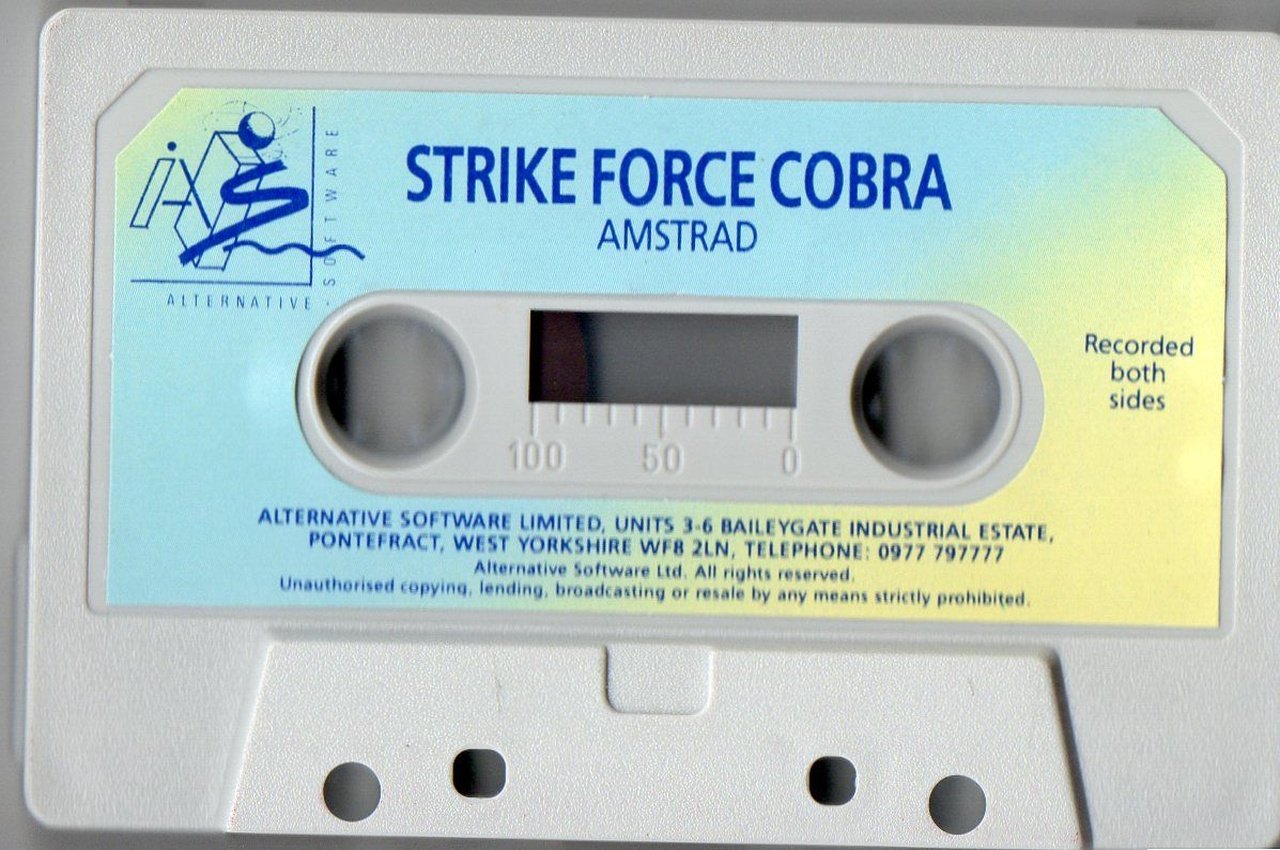 STRIKE FORCE COBRA
AMSTRAD
ALTERNATIVE · SOFTWARE
Recorded
both
sides
100 50 0
ALTERNATIVE SOFTWARE LIMITED, UNITS 3-6 BAILEYGATE INDUSTRIAL ESTATE,
PONTEFRACT, WEST YORKSHIRE WF8 2LN, TELEPHONE: 0977 797777
Alternative Software Ltd. All rights reserved.
Unauthorised copying, lending, broadcasting or resale by any means strictly prohibited.